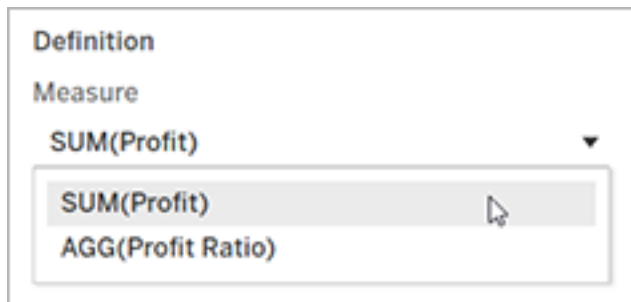 Definition
Measure
SUM(Profit)
SUM(Profit)
AGG(Profit Ratio)